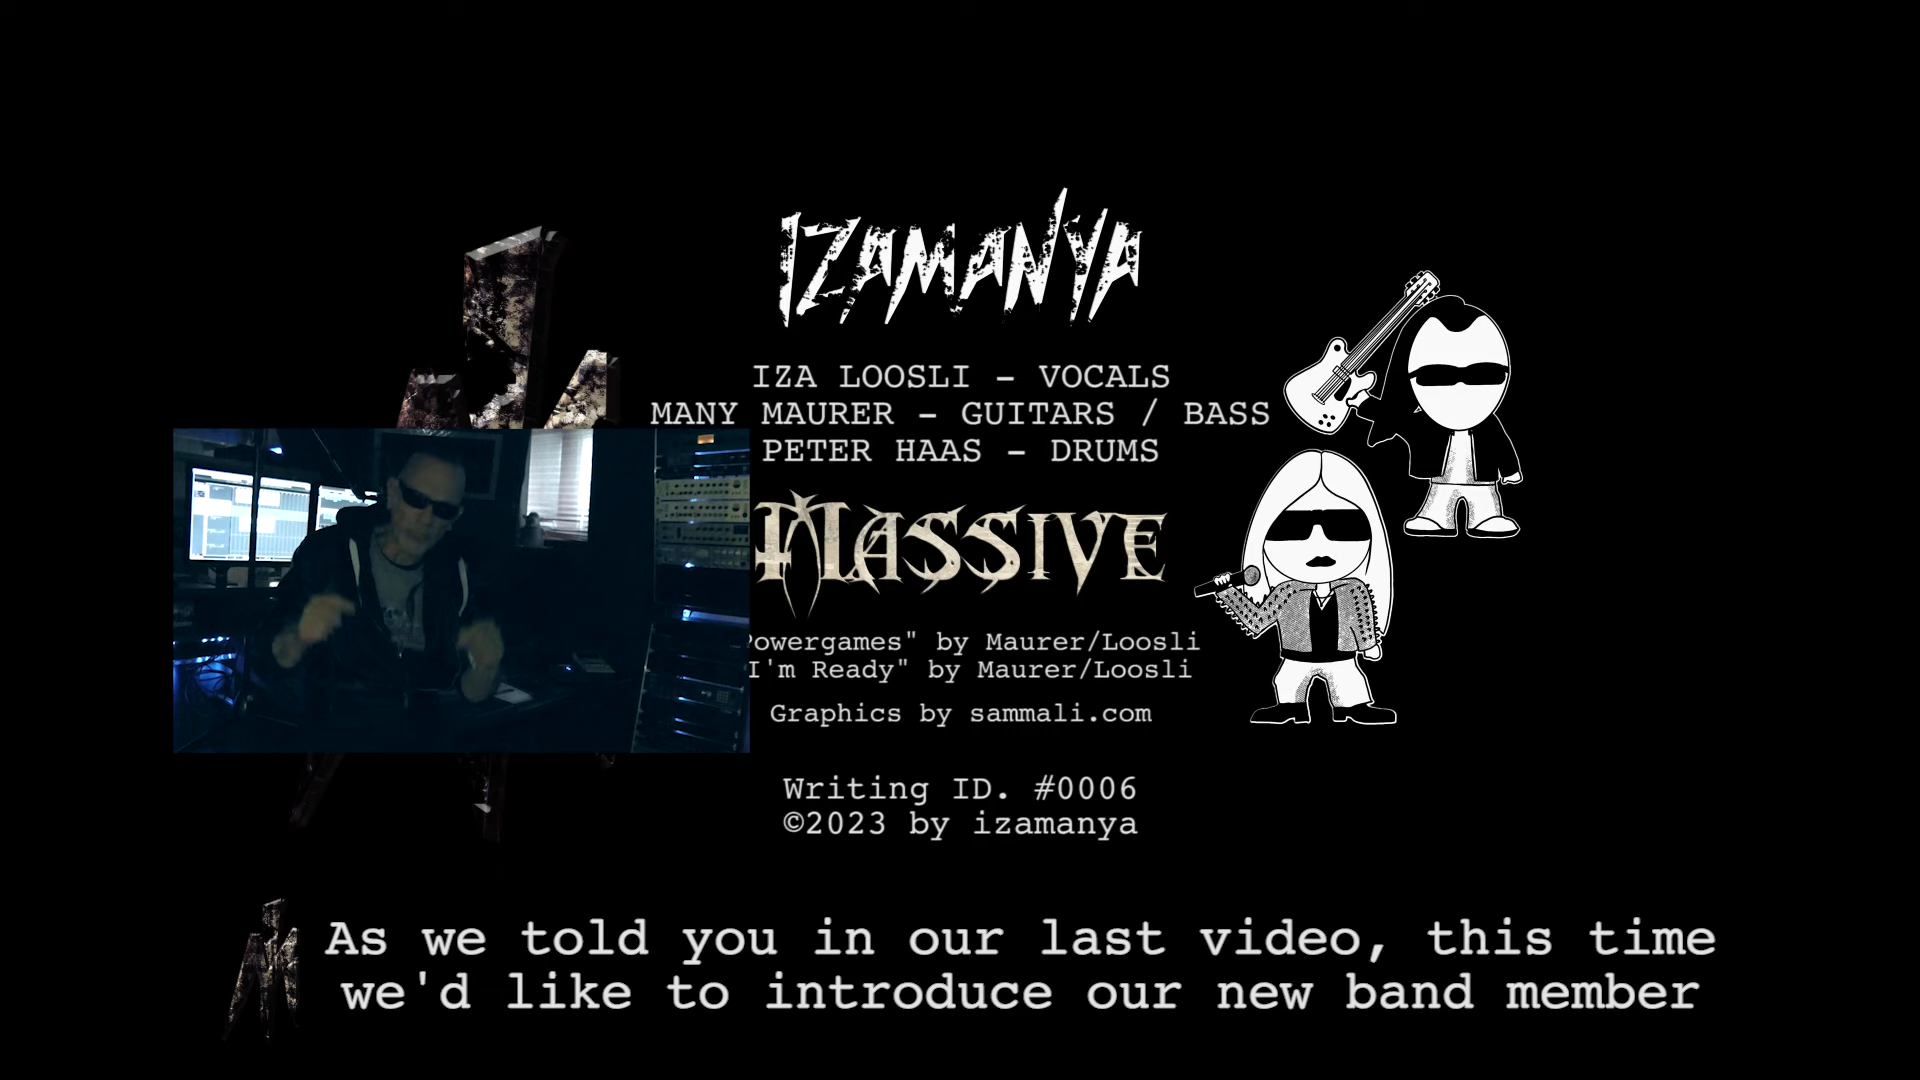 IZAMANYA
IZA LOOSLI – VOCALS
MANY MAURER – GUITARS / BASS
PETER HAAS – DRUMS
MASSIVE
owergames" by Maurer/Loosli
I'm Ready" by Maurer/Loosli
Graphics by sammali.com
Writing ID. #0006
©2023 by izamanya
As we told you in our last video, this time
we'd like to introduce our new band member